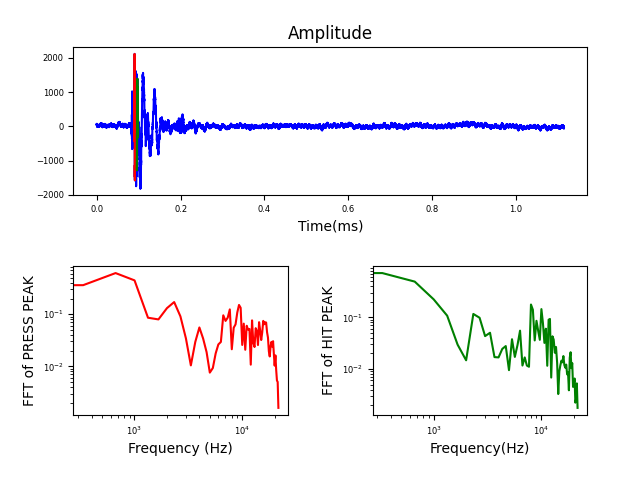 Amplitude
2000
1000
0
−1000
−2000
0.0 0.2 0.4 0.6 0.8 1.0
Time(ms)
FFT of PRESS PEAK
10⁻¹
10⁻²
10³ 10⁴
Frequency (Hz)
FFT of HIT PEAK
10⁻¹
10⁻²
10³ 10⁴
Frequency(Hz)